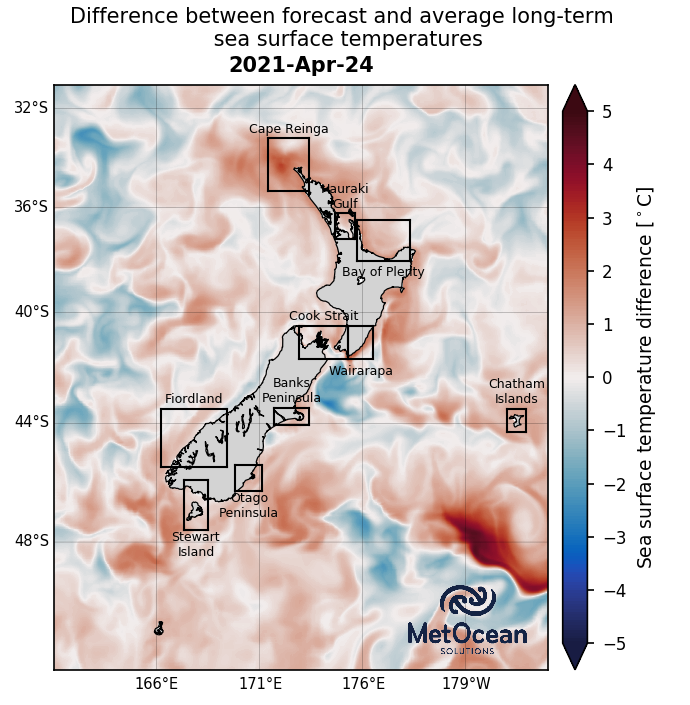 Difference between forecast and average long-term
sea surface temperatures
2021-Apr-24
32°S
36°S
40°S
44°S
48°S
166°E
171°E
176°E
179°W
Cape Reinga
Hauraki
Gulf
Bay of Plenty
Cook Strait
Wairarapa
Banks
Peninsula
Fiordland
Chatham
Islands
Otago
Peninsula
Stewart
Island
MetOcean
SOLUTIONS
5
4
3
2
1
0
−1
−2
−3
−4
−5
Sea surface temperature difference [°C]